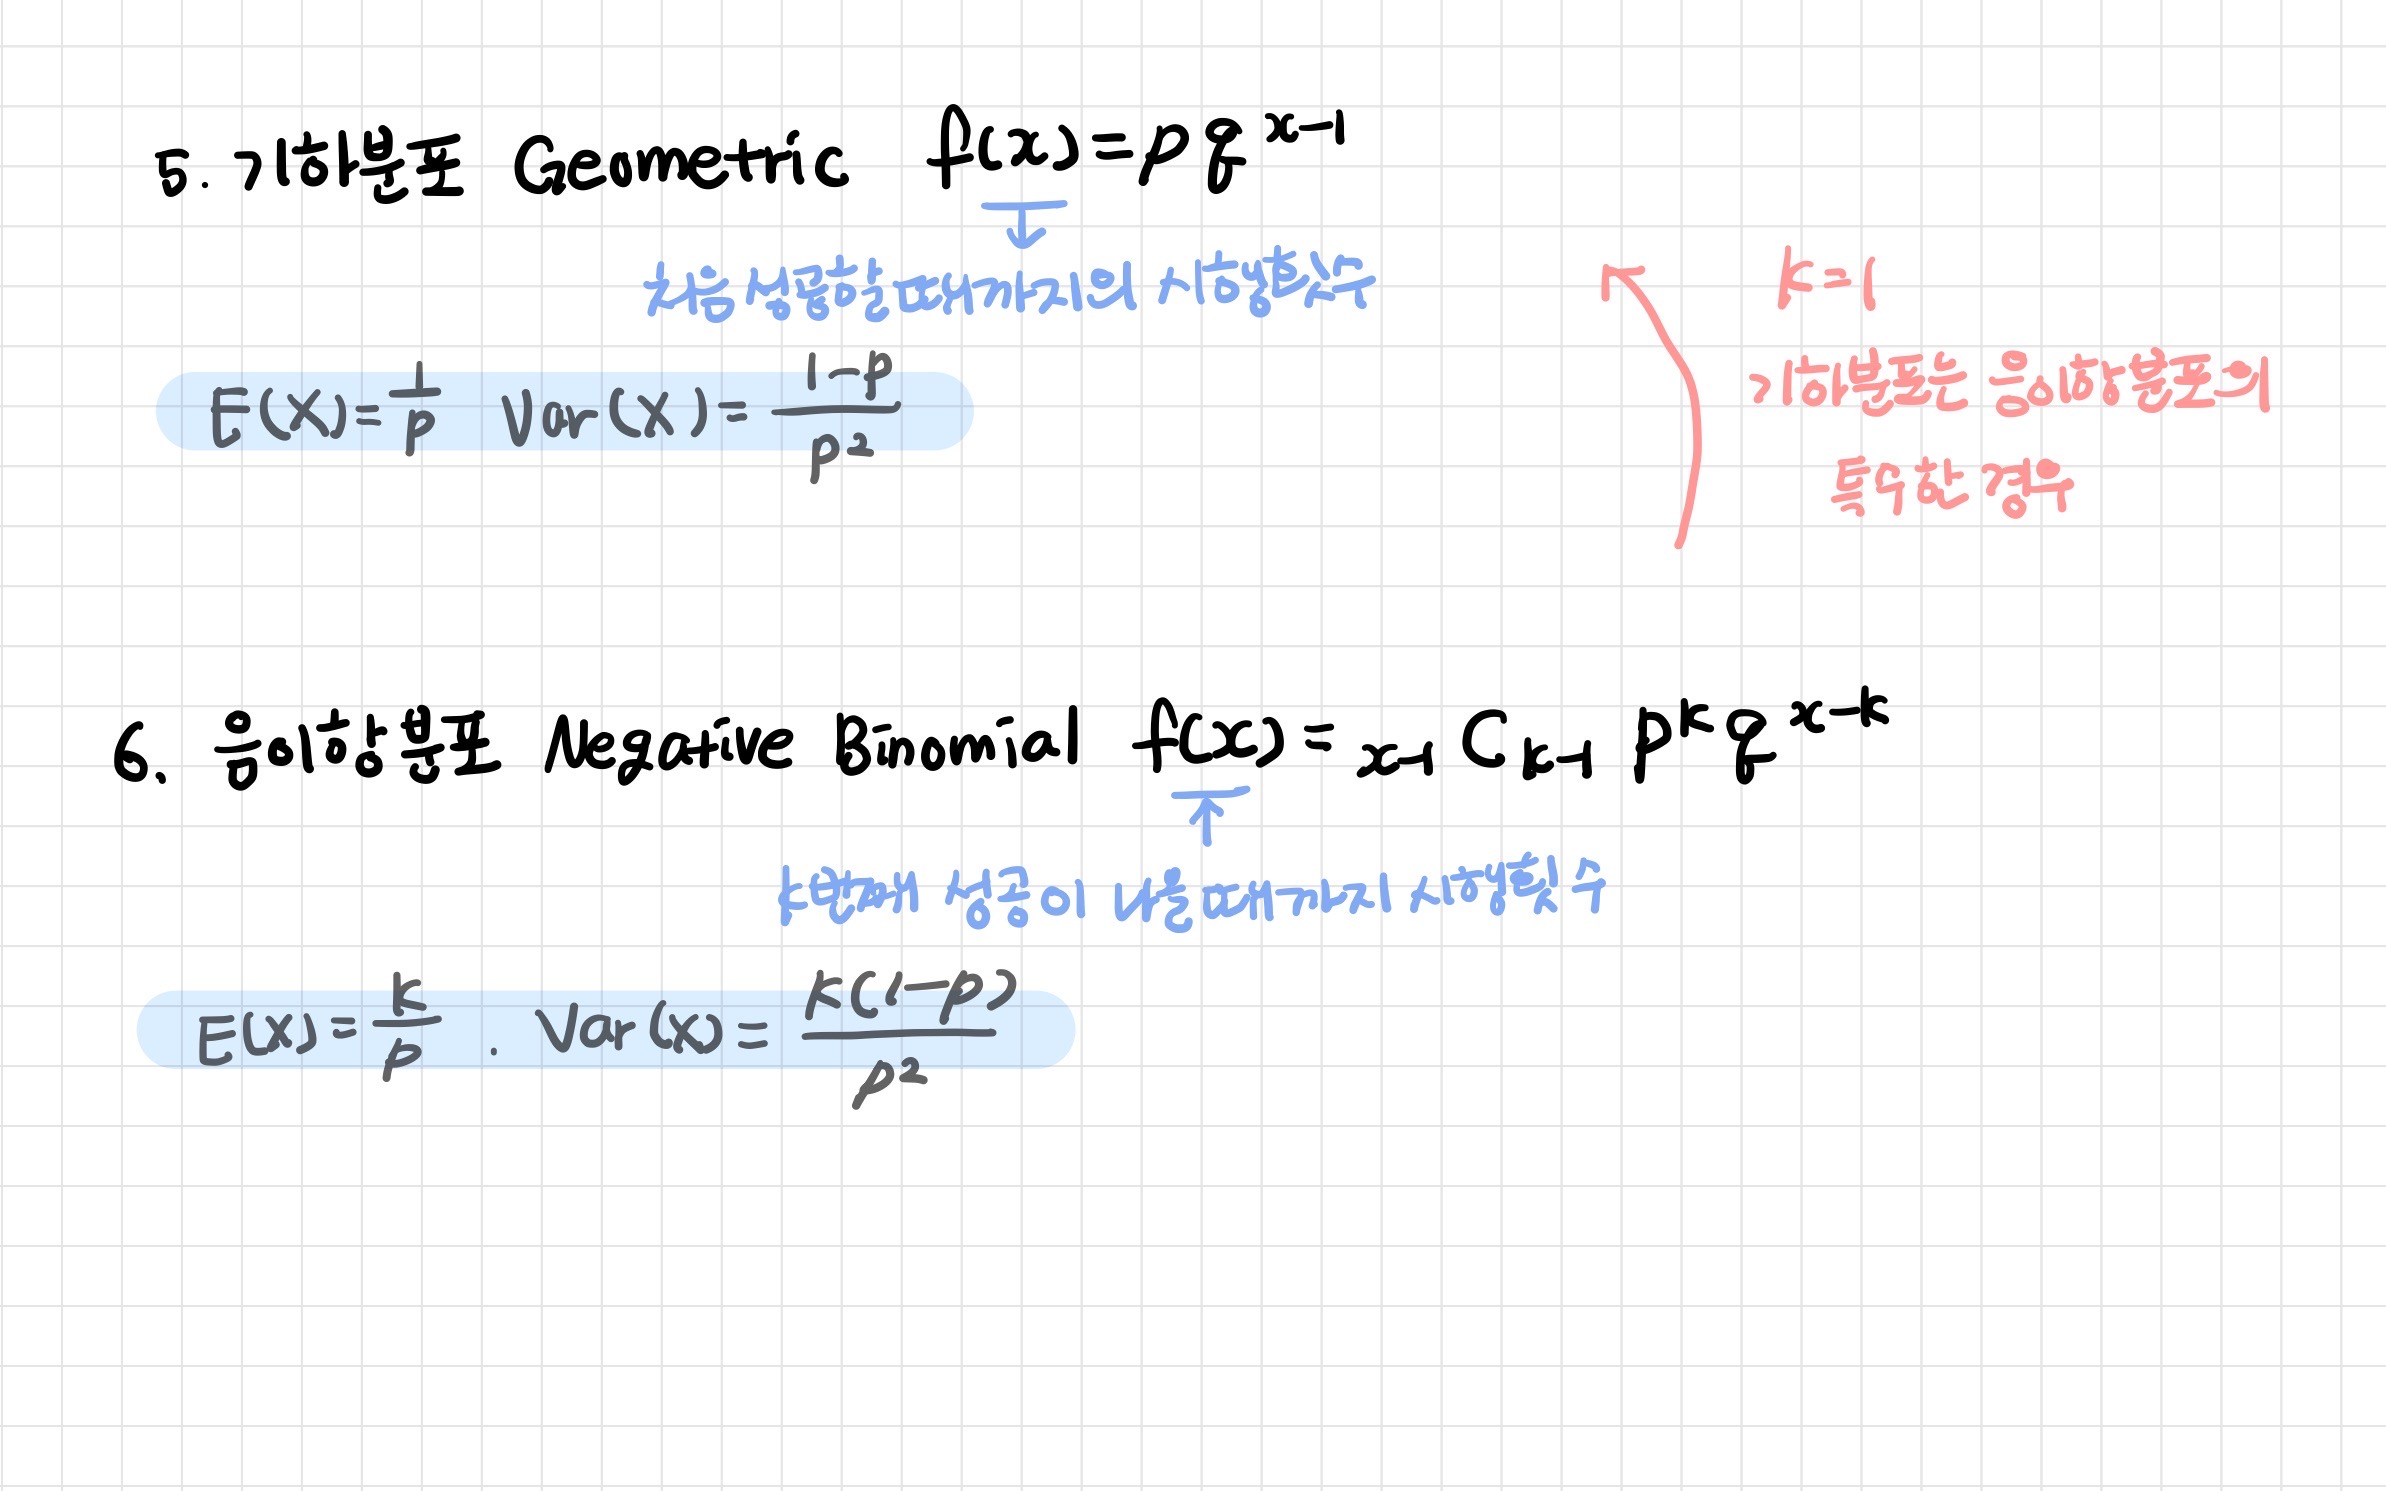 5. 기하분포 Geometric f(x) = p q^{x-1}
처음 성공할 때까지의 시행횟수
E(X) = \frac{1}{p} Var(X) = \frac{1-p}{p^2}
k=1
기하분포는 음이항분포의
특수한 경우
6. 음이항분포 Negative Binomial f(x) = _{x-1}C_{k-1} p^k q^{x-k}
k번째 성공이 나올 때까지 시행횟수
E(X) = \frac{k}{p} . Var(X) = \frac{k(1-p)}{p^2}